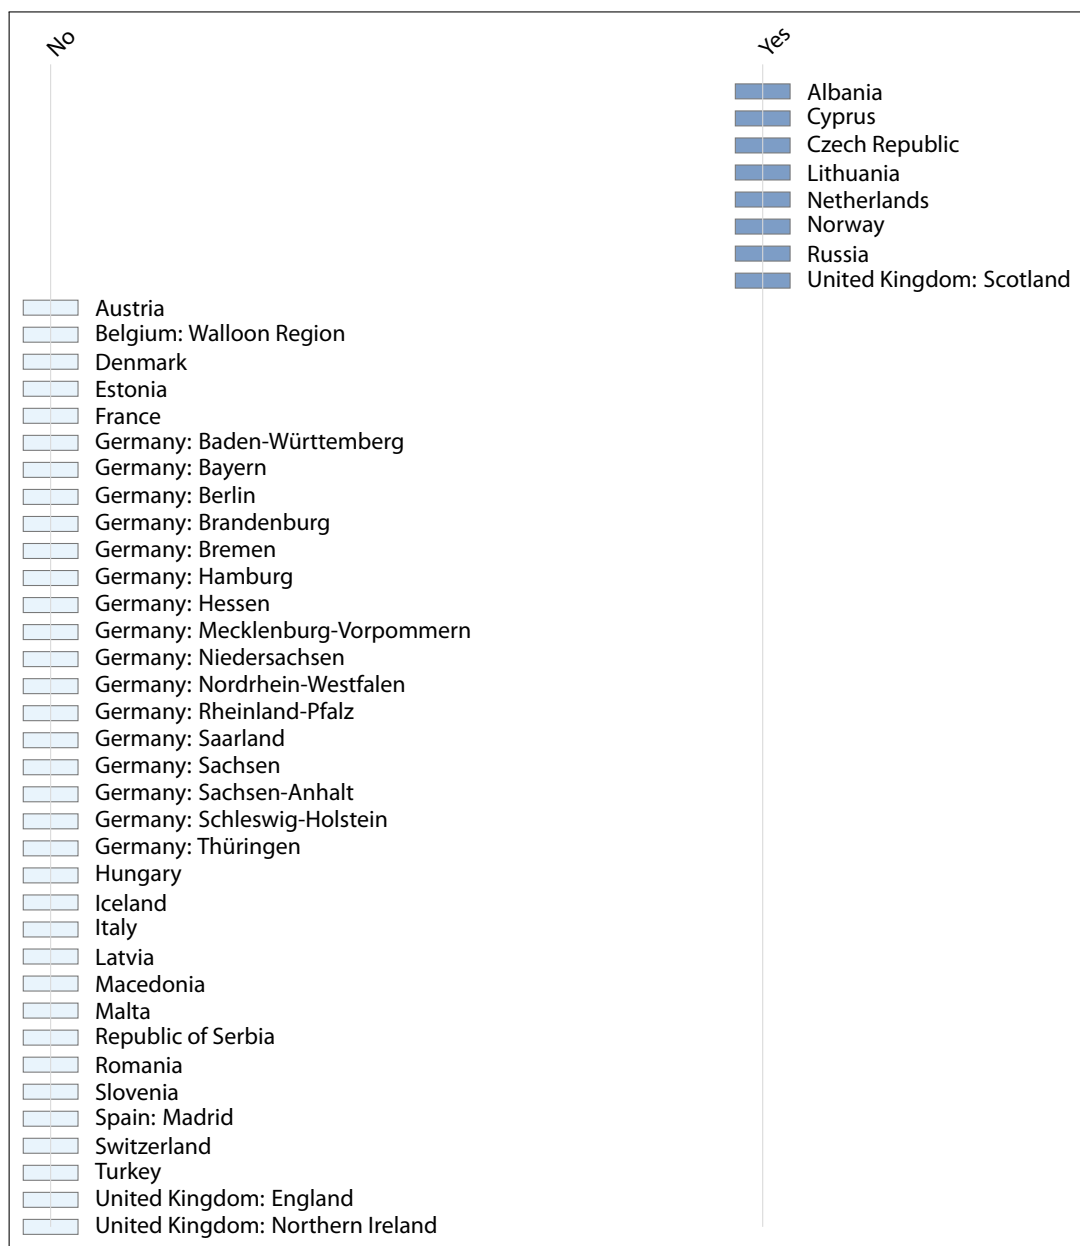 No
Yes
Albania
Cyprus
Czech Republic
Lithuania
Netherlands
Norway
Russia
United Kingdom: Scotland
Austria
Belgium: Walloon Region
Denmark
Estonia
France
Germany: Baden-Württemberg
Germany: Bayern
Germany: Berlin
Germany: Brandenburg
Germany: Bremen
Germany: Hamburg
Germany: Hessen
Germany: Mecklenburg-Vorpommern
Germany: Niedersachsen
Germany: Nordrhein-Westfalen
Germany: Rheinland-Pfalz
Germany: Saarland
Germany: Sachsen
Germany: Sachsen-Anhalt
Germany: Schleswig-Holstein
Germany: Thüringen
Hungary
Iceland
Italy
Latvia
Macedonia
Malta
Republic of Serbia
Romania
Slovenia
Spain: Madrid
Switzerland
Turkey
United Kingdom: England
United Kingdom: Northern Ireland